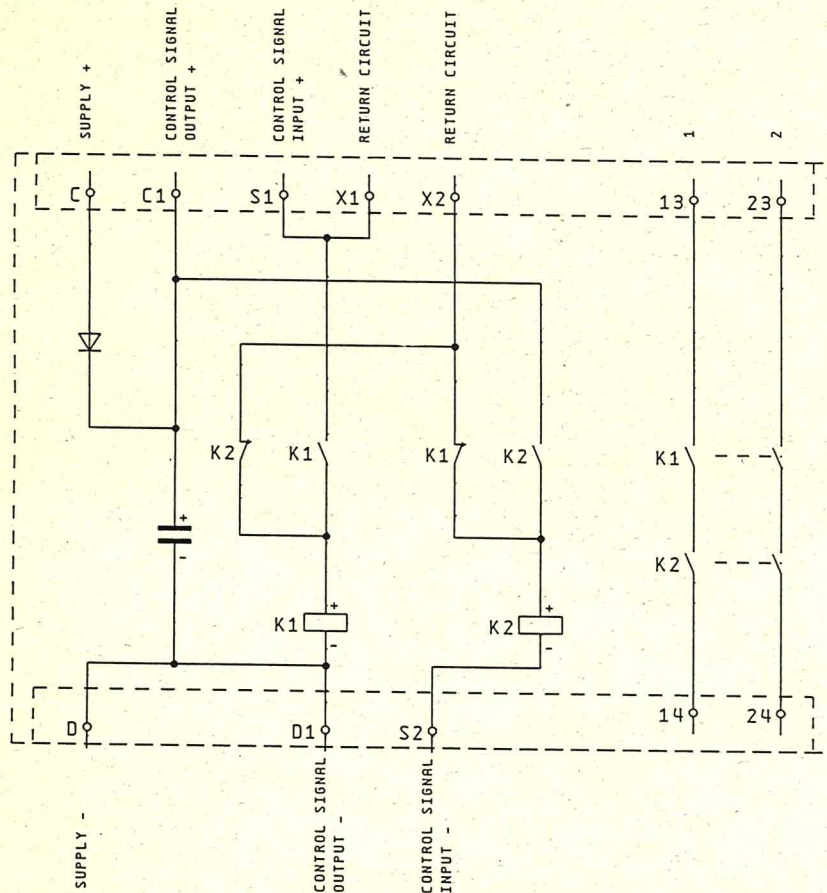 SUPPLY +
CONTROL SIGNAL
OUTPUT +
CONTROL SIGNAL
INPUT +
RETURN CIRCUIT
RETURN CIRCUIT
1
2
C
C1
S1
X1
X2
13
23
K2
K1
K1
K2
K1
+
-
K2
K1
+
-
K2
+
-
D
D1
S2
14
24
SUPPLY -
CONTROL SIGNAL
OUTPUT -
CONTROL SIGNAL
INPUT -